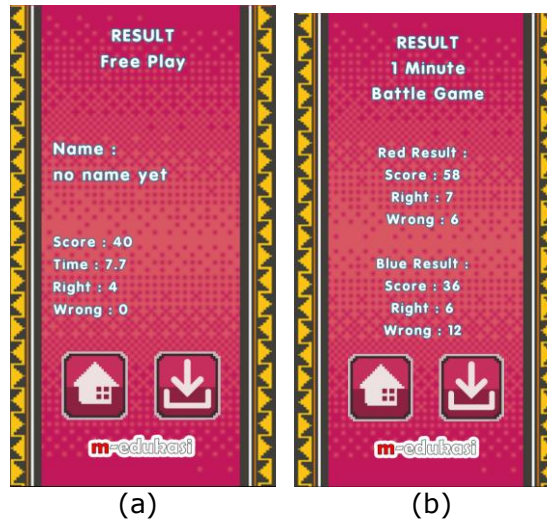 RESULT
Free Play
Name :
no name yet
Score : 40
Time : 7.7
Right : 4
Wrong : 0
m-edukasi
(a)
RESULT
1 Minute
Battle Game
Red Result :
Score : 58
Right : 7
Wrong : 6
Blue Result :
Score : 36
Right : 6
Wrong : 12
m-edukasi
(b)